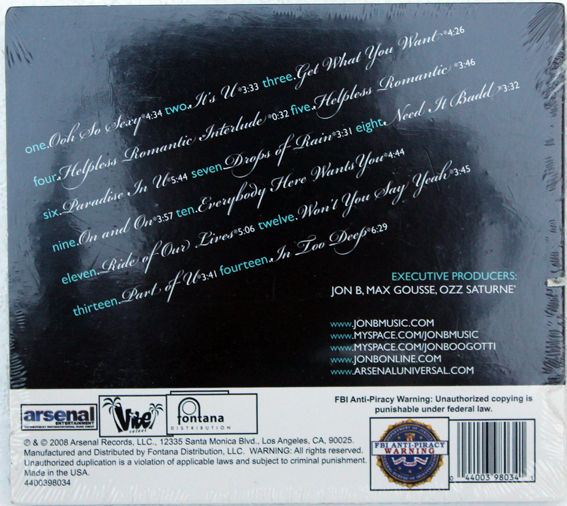 one. Ooh So Sexy•4:34 two. It's U•3:33 three. Get What You Want•4:26
four. Helpless Romantic Interlude•0:32 five. Helpless Romantic•3:46
six. Paradise In U•5:44 seven. Drops of Rain•3:31 eight. Need It Badd•3:32
nine. On and On•3:57 ten. Everybody Here Wants You•4:44
eleven. Ride of Our Lives•5:06 twelve. Won't You Say Yeah•3:45
thirteen. Part of U•3:41 fourteen. In Too Deep•6:29
EXECUTIVE PRODUCERS:
JON B, MAX GOUSSE, OZZ SATURNE'
www.JONBMUSIC.COM
www.MYSPACE.COM/JONBMUSIC
www.MYSPACE.COM/JONBOOGOTTI
www.JONBONLINE.COM
www.ARSENALUNIVERSAL.COM
arsenal
ENTERTAINMENT
Vibe
fontana
DISTRIBUTION
FBI Anti-Piracy Warning: Unauthorized copying is
punishable under federal law.
℗ & © 2008 Arsenal Records, LLC., 12335 Santa Monica Blvd., Los Angeles, CA, 90025.
Manufactured and Distributed by Fontana Distribution, LLC. WARNING: All rights reserved.
Unauthorized duplication is a violation of applicable laws and subject to criminal punishment.
Made in the USA.
4400398034
FBI ANTI-PIRACY
WARNING
0 44003 98034